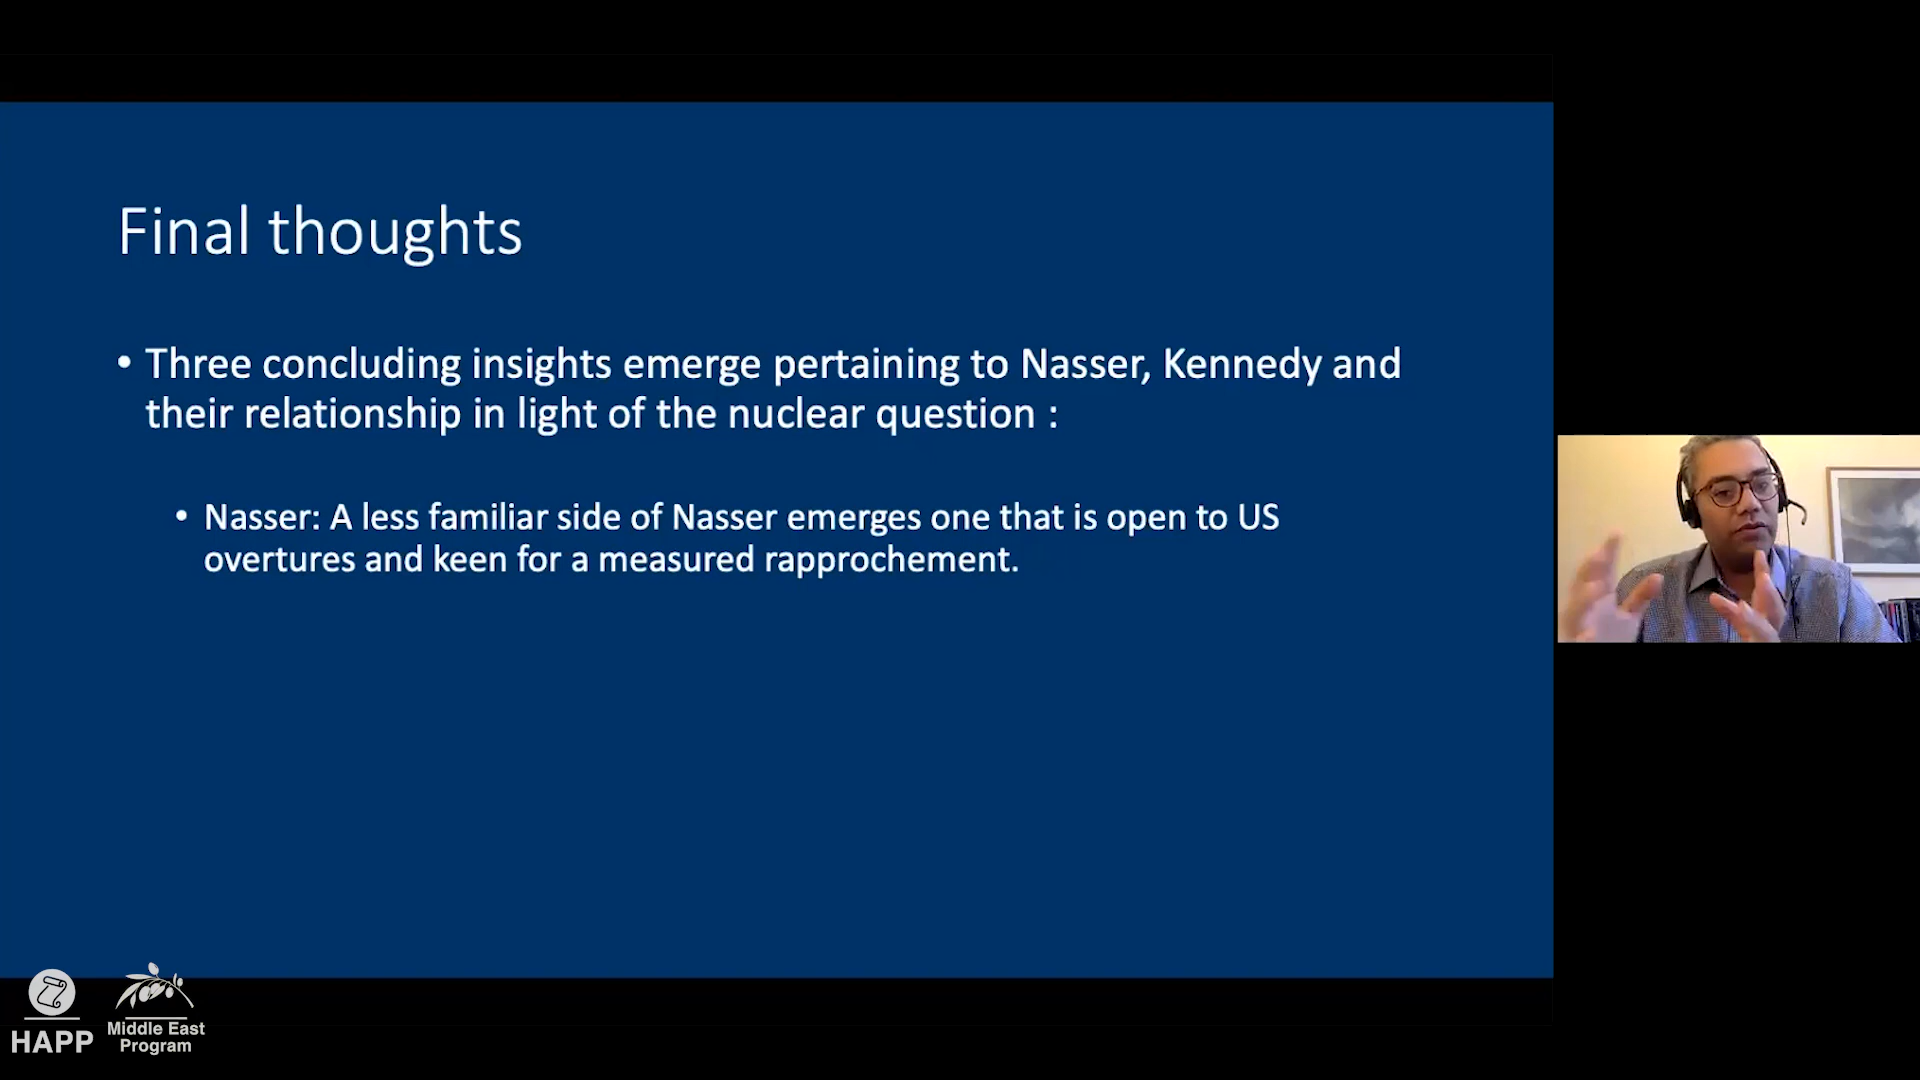 Final thoughts
• Three concluding insights emerge pertaining to Nasser, Kennedy and
their relationship in light of the nuclear question :
• Nasser: A less familiar side of Nasser emerges one that is open to US
overtures and keen for a measured rapprochement.
HAPP
Middle East
Program